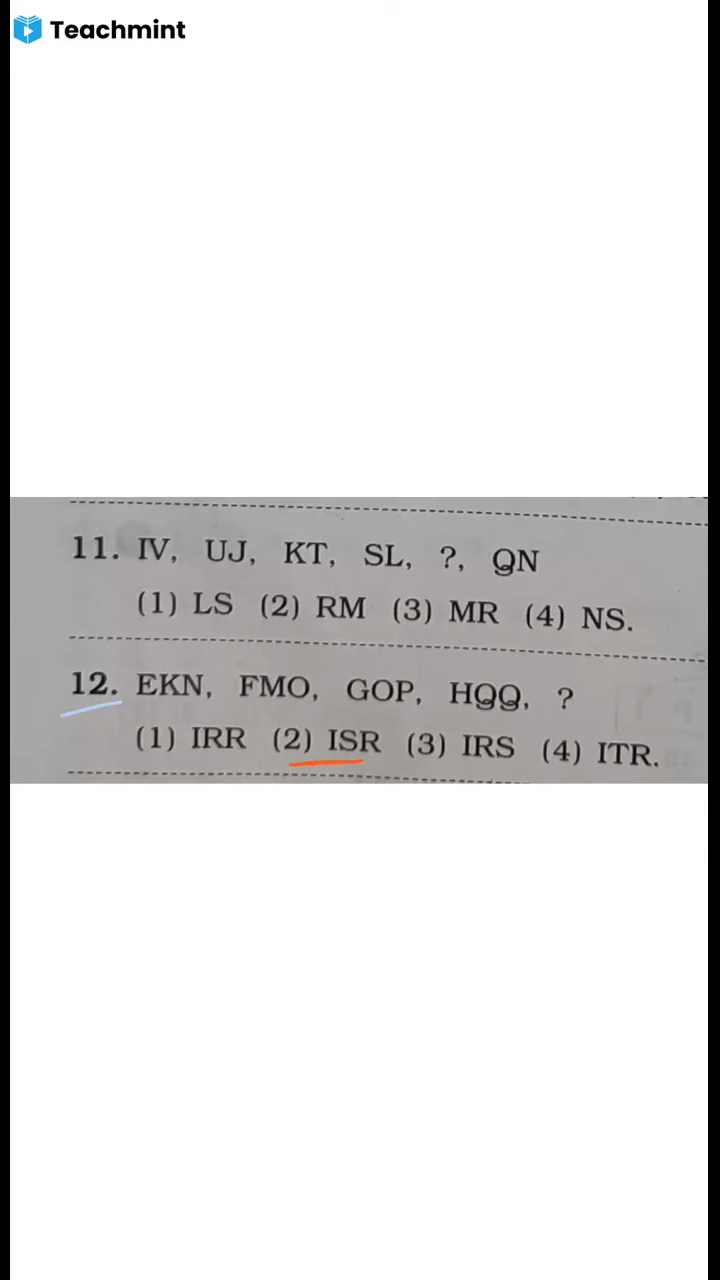 Teachmint
11. IV, UJ, KT, SL, ?, QN
(1) LS (2) RM (3) MR (4) NS.
12. EKN, FMO, GOP, HQQ, ?
(1) IRR (2) ISR (3) IRS (4) ITR.